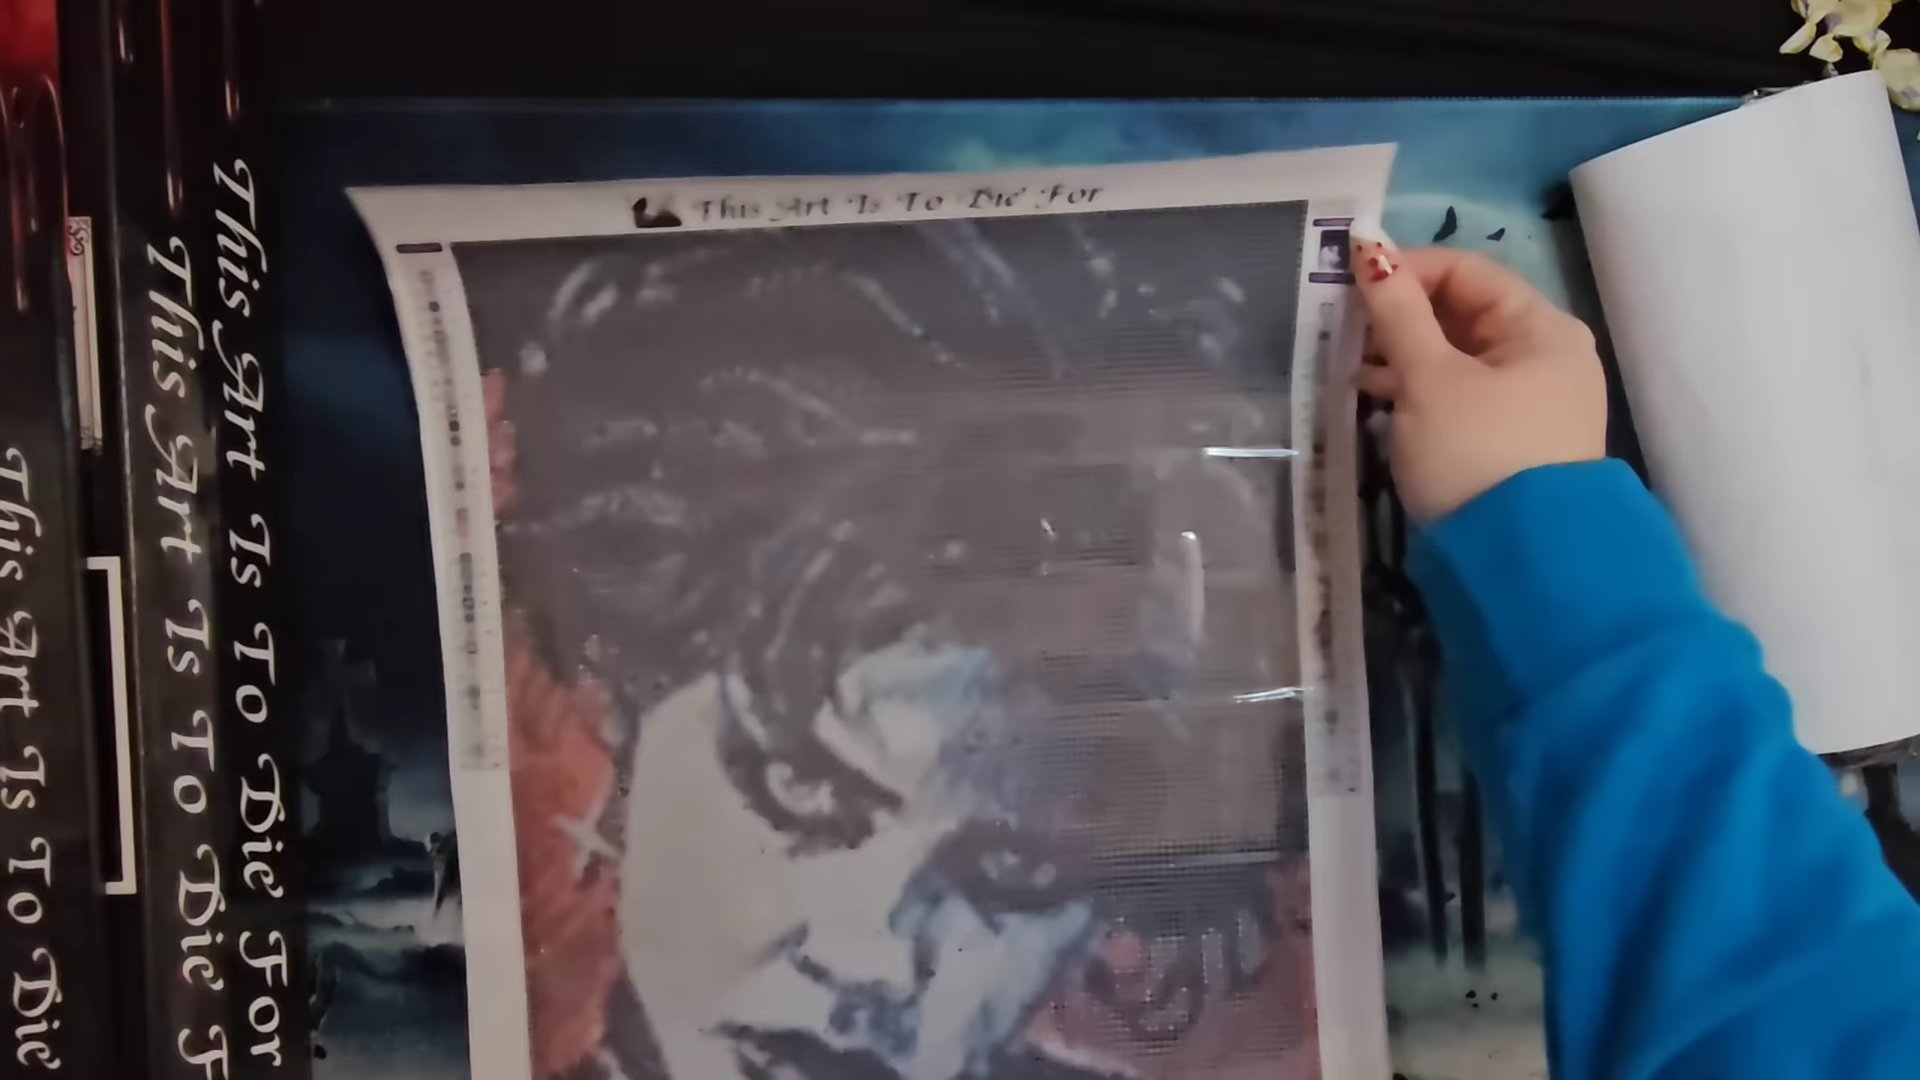 This Art Is To Die For
This Art Is To Die For
This Art Is To Die F
This Art Is To Die